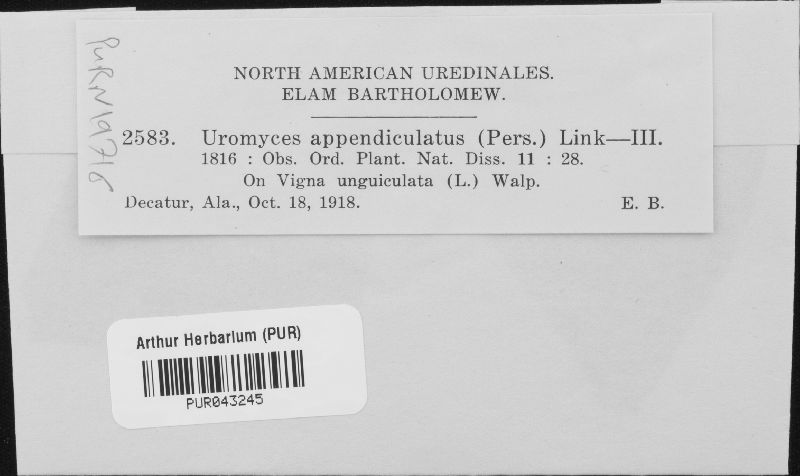 PURN19716
NORTH AMERICAN UREDINALES.
ELAM BARTHOLOMEW.
2583. Uromyces appendiculatus (Pers.) Link—III.
1816 : Obs. Ord. Plant. Nat. Diss. 11 : 28.
On Vigna unguiculata (L.) Walp.
Decatur, Ala., Oct. 18, 1918. E. B.
Arthur Herbarium (PUR)
PUR043245